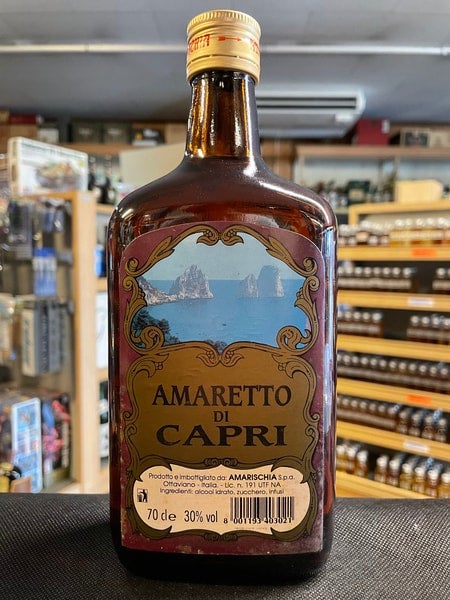 AMARETTO
DI
CAPRI
Prodotto e imbottigliato da: AMARISCHIA S.p.a.
Ottaviano - Italia. - Lic. n. 191 UTF NA
Ingredienti: alcool idrato, zucchero, infusi
70 cl e 30% vol
8 001193 403021